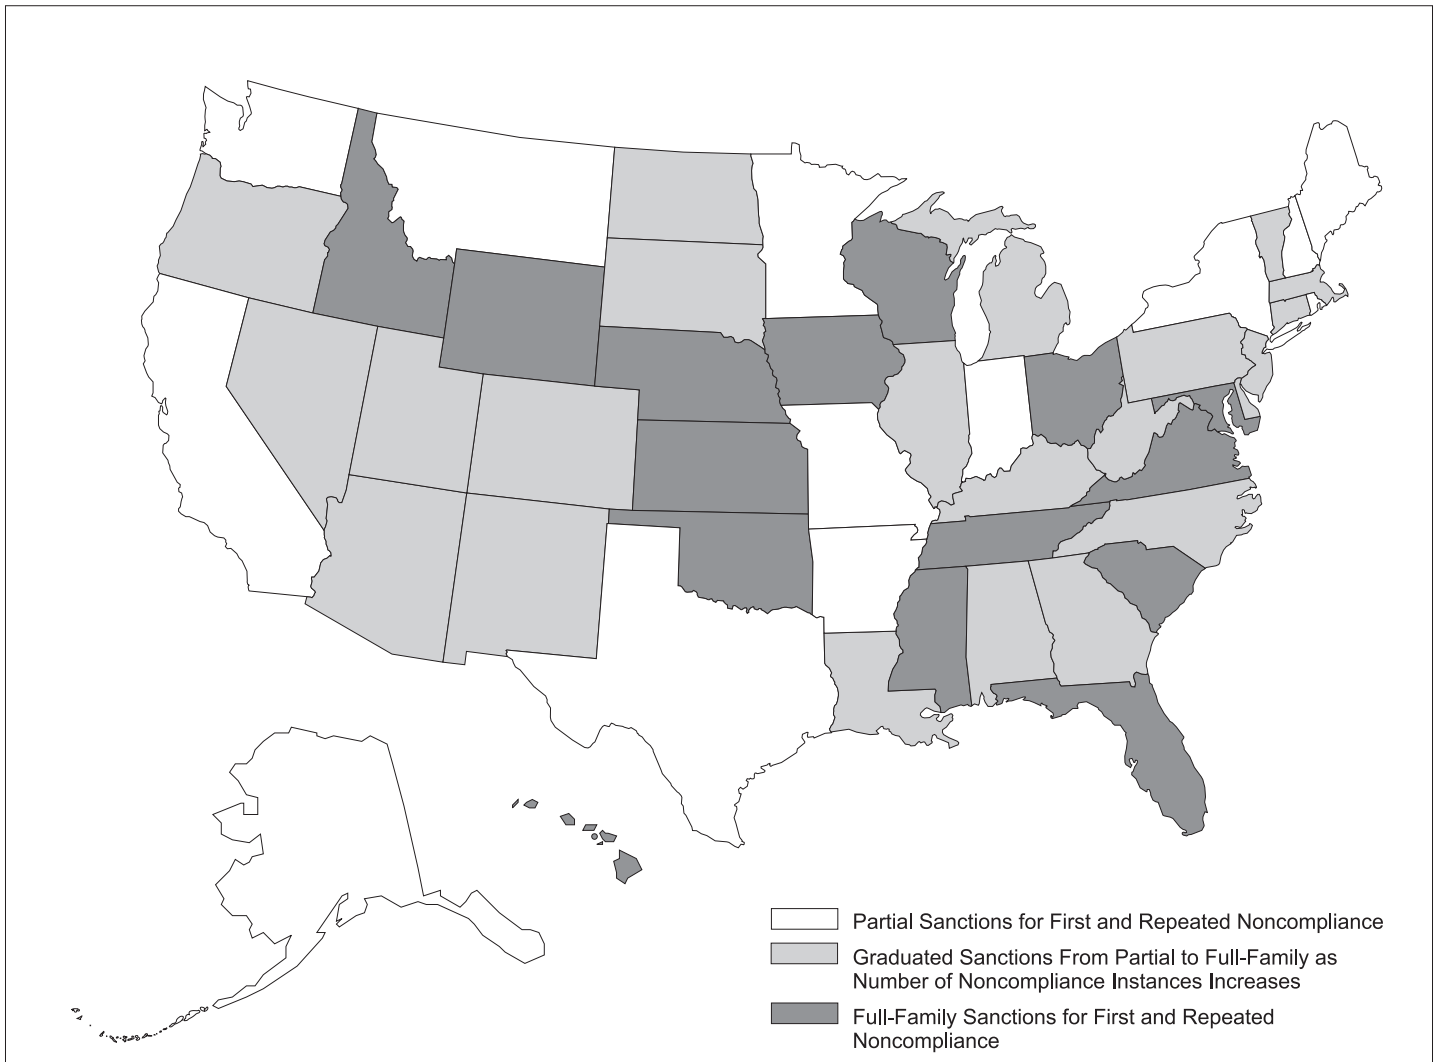 Partial Sanctions for First and Repeated Noncompliance
Graduated Sanctions From Partial to Full-Family as
Number of Noncompliance Instances Increases
Full-Family Sanctions for First and Repeated
Noncompliance